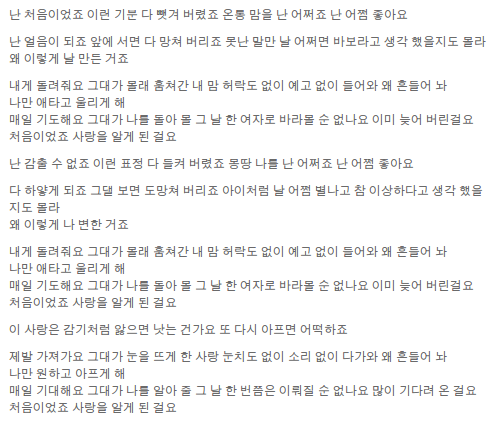 난 처음이었죠 이런 기분 다 뺏겨 버렸죠 온통 맘을 난 어쩌죠 난 어쩜 좋아요
난 얼음이 되죠 앞에 서면 다 망쳐 버리죠 못난 말만 날 어쩌면 바보라고 생각 했을지도 몰라
왜 이렇게 날 만든 거죠
내게 돌려줘요 그대가 몰래 훔쳐간 내 맘 허락도 없이 예고 없이 들어와 왜 흔들어 놔
나만 애타고 울리게 해
매일 기도해요 그대가 나를 돌아 몰 그 날 한 여자로 바라몰 순 없나요 이미 늦어 버린걸요
처음이었죠 사랑을 알게 된 걸요
난 감출 수 없죠 이런 표정 다 들켜 버렸죠 몽땅 나를 난 어쩌죠 난 어쩜 좋아요
다 하얗게 되죠 그댈 보면 도망쳐 버리죠 아이처럼 날 어쩜 별나고 참 이상하다고 생각 했을
지도 몰라
왜 이렇게 나 변한 거죠
내게 돌려줘요 그대가 몰래 훔쳐간 내 맘 허락도 없이 예고 없이 들어와 왜 흔들어 놔
나만 애타고 울리게 해
매일 기도해요 그대가 나를 돌아 몰 그 날 한 여자로 바라몰 순 없나요 이미 늦어 버린걸요
처음이었죠 사랑을 알게 된 걸요
이 사랑은 감기처럼 앓으면 낫는 건가요 또 다시 아프면 어떡하죠
제발 가져가요 그대가 눈을 뜨게 한 사랑 눈치도 없이 소리 없이 다가와 왜 흔들어 놔
나만 원하고 아프게 해
매일 기대해요 그대가 나를 알아 줄 그 날 한 번쯤은 이뤄질 순 없나요 많이 기다려 온 걸요
처음이었죠 사랑을 알게 된 걸요